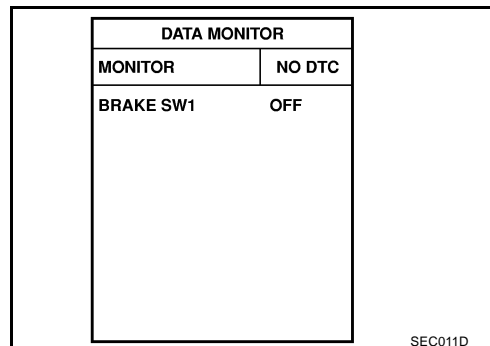 DATA MONITOR
MONITOR NO DTC
BRAKE SW1 OFF
SEC011D